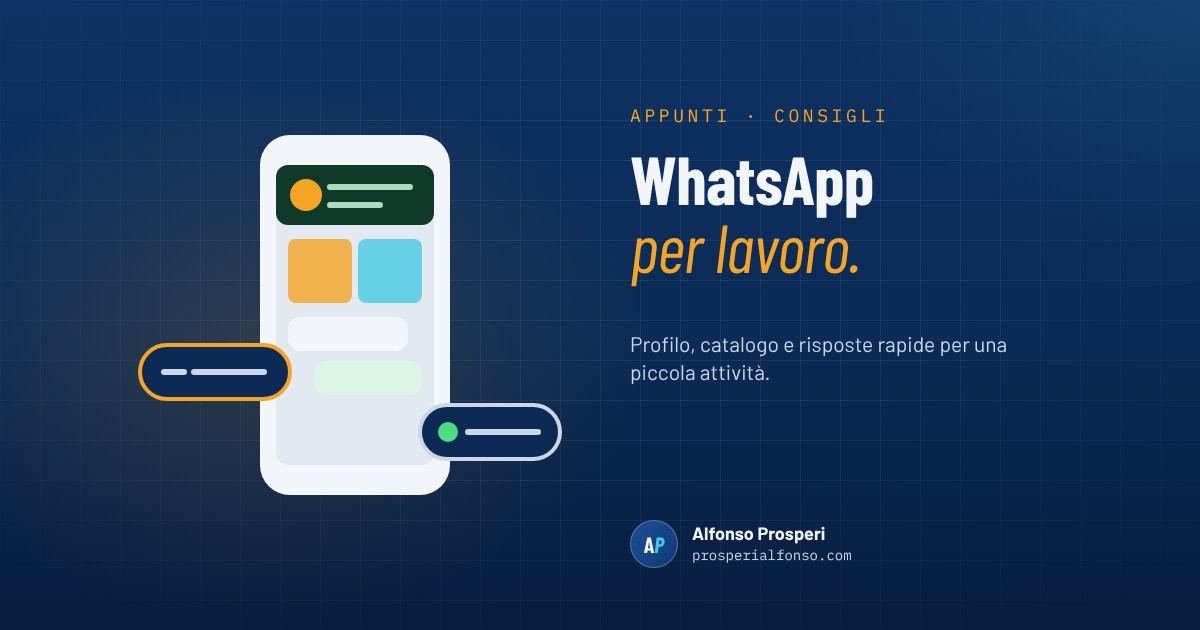 APPUNTI · CONSIGLI
WhatsApp
per lavoro.
Profilo, catalogo e risposte rapide per una
piccola attività.
AP
Alfonso Prosperi
prosperialfonso.com